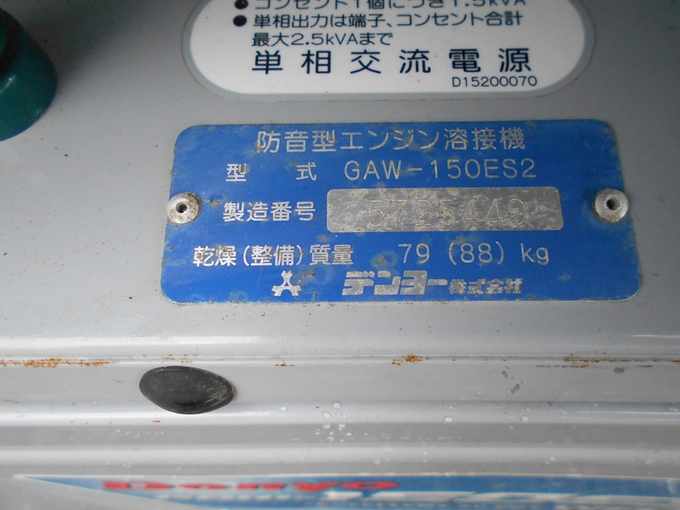 ● コンセント1個につき1.5kVA
● 単相出力は端子、コンセント合計
最大2.5kVAまで
単相交流電源
D15200070
防音型エンジン溶接機
型 式 GAW-150ES2
製造番号 5725449
乾燥(整備)質量 79 (88) kg
デンヨー株式会社
Denyo